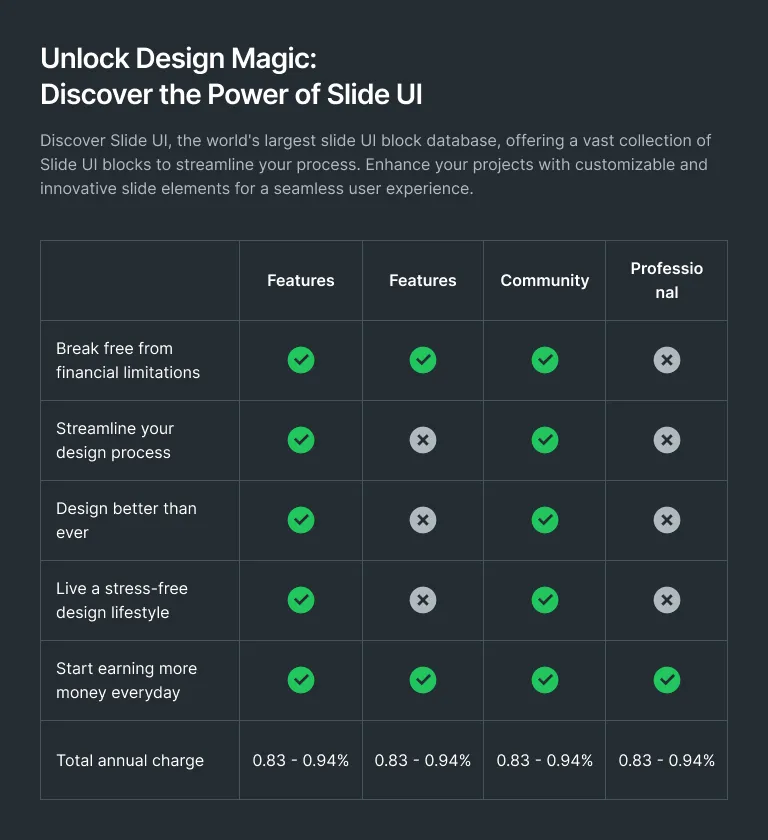 Unlock Design Magic:
Discover the Power of Slide UI
Discover Slide UI, the world's largest slide UI block database, offering a vast collection of
Slide UI blocks to streamline your process. Enhance your projects with customizable and
innovative slide elements for a seamless user experience.
Features
Features
Community
Professio
nal
Break free from
financial limitations
Streamline your
design process
Design better than
ever
Live a stress-free
design lifestyle
Start earning more
money everyday
Total annual charge
0.83 - 0.94%
0.83 - 0.94%
0.83 - 0.94%
0.83 - 0.94%